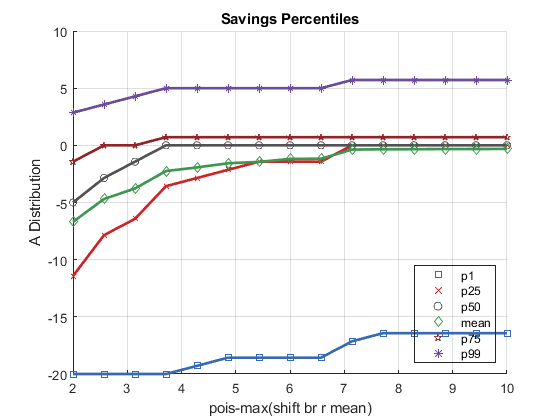 Savings Percentiles
10
5
0
-5
-10
-15
-20
A Distribution
p1
p25
p50
mean
p75
p99
2 3 4 5 6 7 8 9 10
pois-max(shift br r mean)